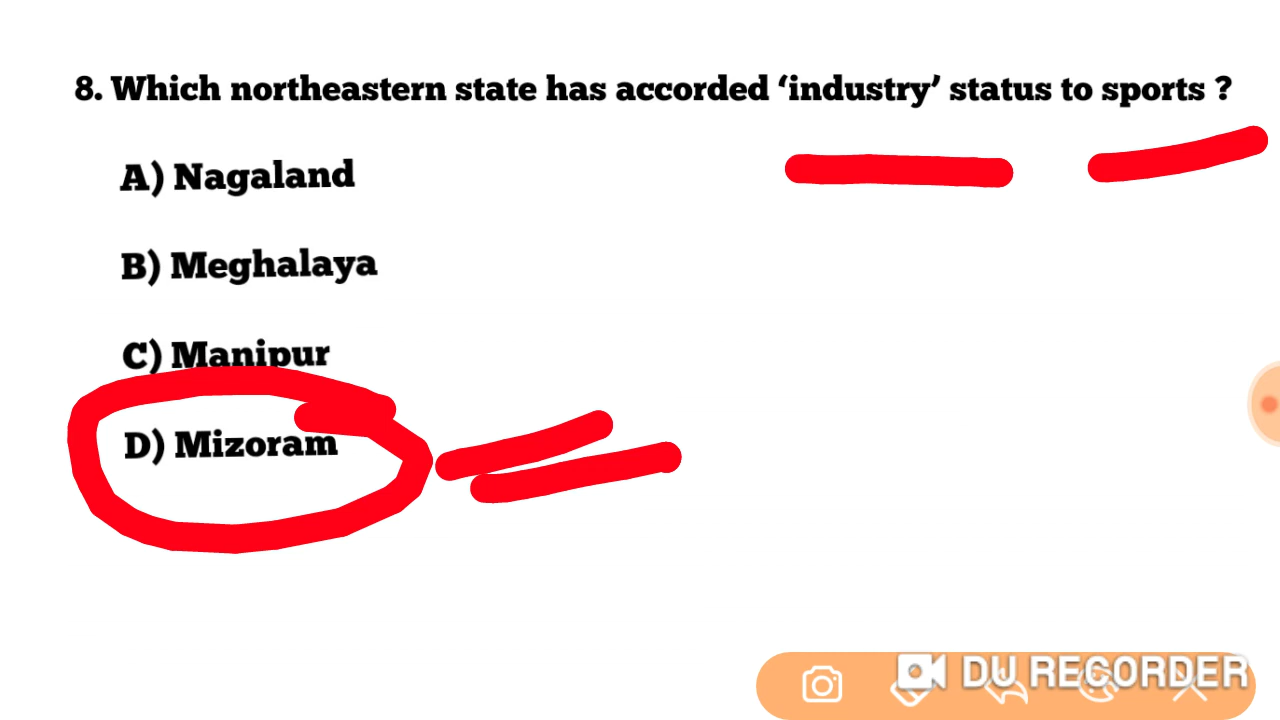 8. Which northeastern state has accorded ‘industry’ status to sports ?
A) Nagaland
B) Meghalaya
C) Manipur
D) Mizoram
DU RECORDER